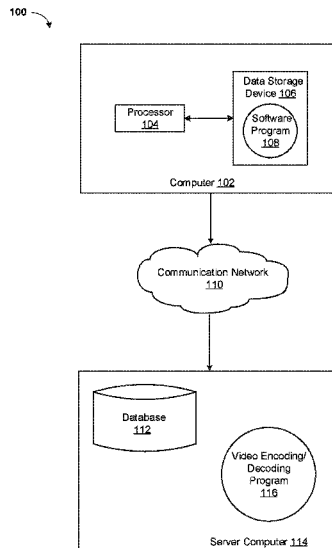 100
Processor
104
Data Storage
Device 106
Software
Program
108
Computer 102
Communication Network
110
Database
112
Video Encoding/
Decoding
Program
116
Server Computer 114